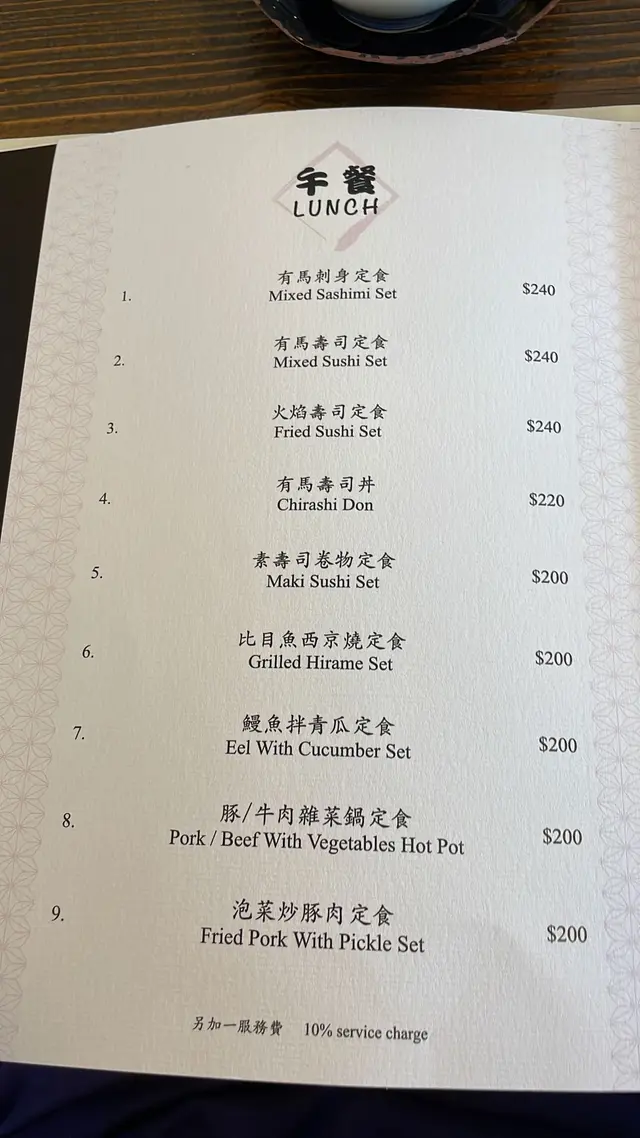 午餐
LUNCH
1.
有馬刺身定食
Mixed Sashimi Set
$240
2.
有馬壽司定食
Mixed Sushi Set
$240
3.
火焰壽司定食
Fried Sushi Set
$240
4.
有馬壽司丼
Chirashi Don
$220
5.
素壽司卷物定食
Maki Sushi Set
$200
6.
比目魚西京燒定食
Grilled Hirame Set
$200
7.
鰻魚拌青瓜定食
Eel With Cucumber Set
$200
8.
豚/牛肉雜菜鍋定食
Pork / Beef With Vegetables Hot Pot
$200
9.
泡菜炒豚肉定食
Fried Pork With Pickle Set
$200
另加一服務費 10% service charge